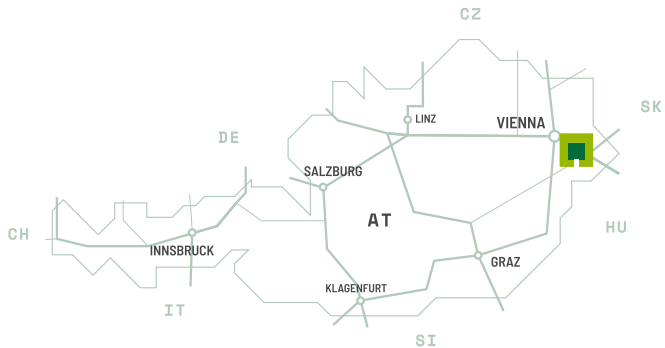 CZ
SK
LINZ
VIENNA
DE
SALZBURG
AT
HU
CH
INNSBRUCK
GRAZ
KLAGENFURT
IT
SI